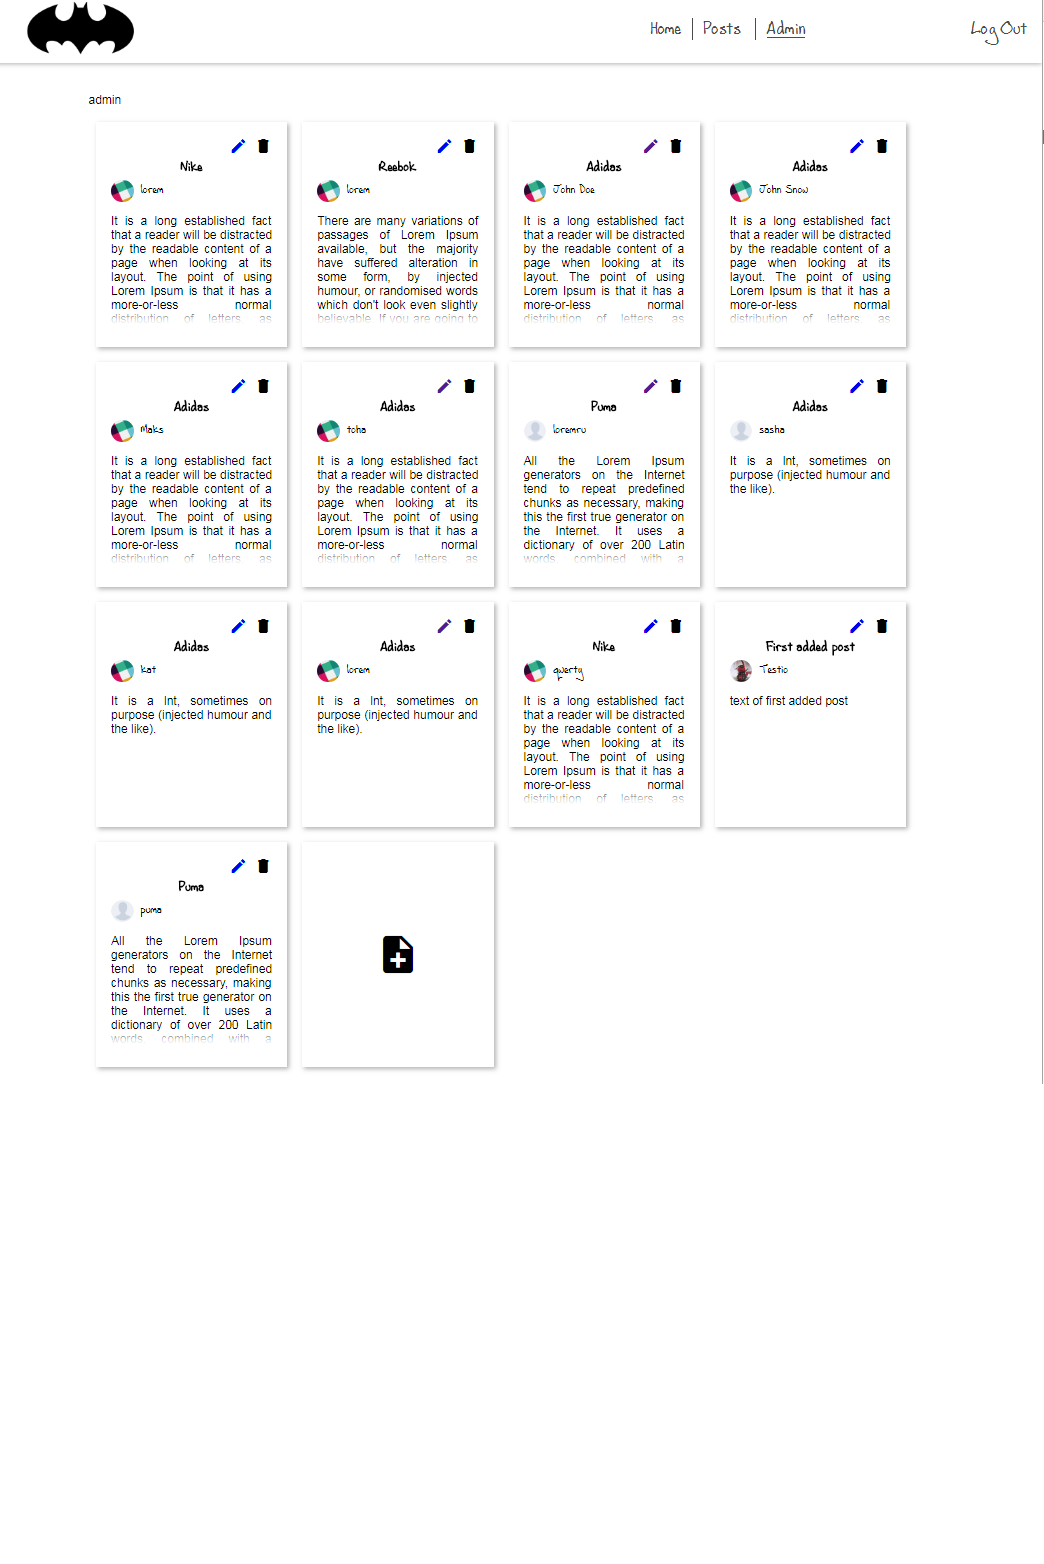 Home Posts Admin Log Out
admin
Nike
lorem
It is a long established fact
that a reader will be distracted
by the readable content of a
page when looking at its
layout. The point of using
Lorem Ipsum is that it has a
more-or-less normal
distribution of letters as
Reebok
lorem
There are many variations of
passages of Lorem Ipsum
available, but the majority
have suffered alteration in
some form, by injected
humour, or randomised words
which don't look even slightly
believable. If you are going to
Adidas
John Doe
It is a long established fact
that a reader will be distracted
by the readable content of a
page when looking at its
layout. The point of using
Lorem Ipsum is that it has a
more-or-less normal
distribution of letters as
Adidas
John Snow
It is a long established fact
that a reader will be distracted
by the readable content of a
page when looking at its
layout. The point of using
Lorem Ipsum is that it has a
more-or-less normal
distribution of letters as
Adidas
Maks
It is a long established fact
that a reader will be distracted
by the readable content of a
page when looking at its
layout. The point of using
Lorem Ipsum is that it has a
more-or-less normal
distribution of letters as
Adidas
toha
It is a long established fact
that a reader will be distracted
by the readable content of a
page when looking at its
layout. The point of using
Lorem Ipsum is that it has a
more-or-less normal
distribution of letters as
Puma
loremru
All the Lorem Ipsum
generators on the Internet
tend to repeat predefined
chunks as necessary, making
this the first true generator on
the Internet. It uses a
dictionary of over 200 Latin
words combined with a
Adidas
sasha
It is a Int, sometimes on
purpose (injected humour and
the like).
Adidas
kat
It is a Int, sometimes on
purpose (injected humour and
the like).
Adidas
lorem
It is a Int, sometimes on
purpose (injected humour and
the like).
Nike
qwerty
It is a long established fact
that a reader will be distracted
by the readable content of a
page when looking at its
layout. The point of using
Lorem Ipsum is that it has a
more-or-less normal
distribution of letters as
First added post
Testio
text of first added post
Puma
puma
All the Lorem Ipsum
generators on the Internet
tend to repeat predefined
chunks as necessary, making
this the first true generator on
the Internet. It uses a
dictionary of over 200 Latin
words combined with a